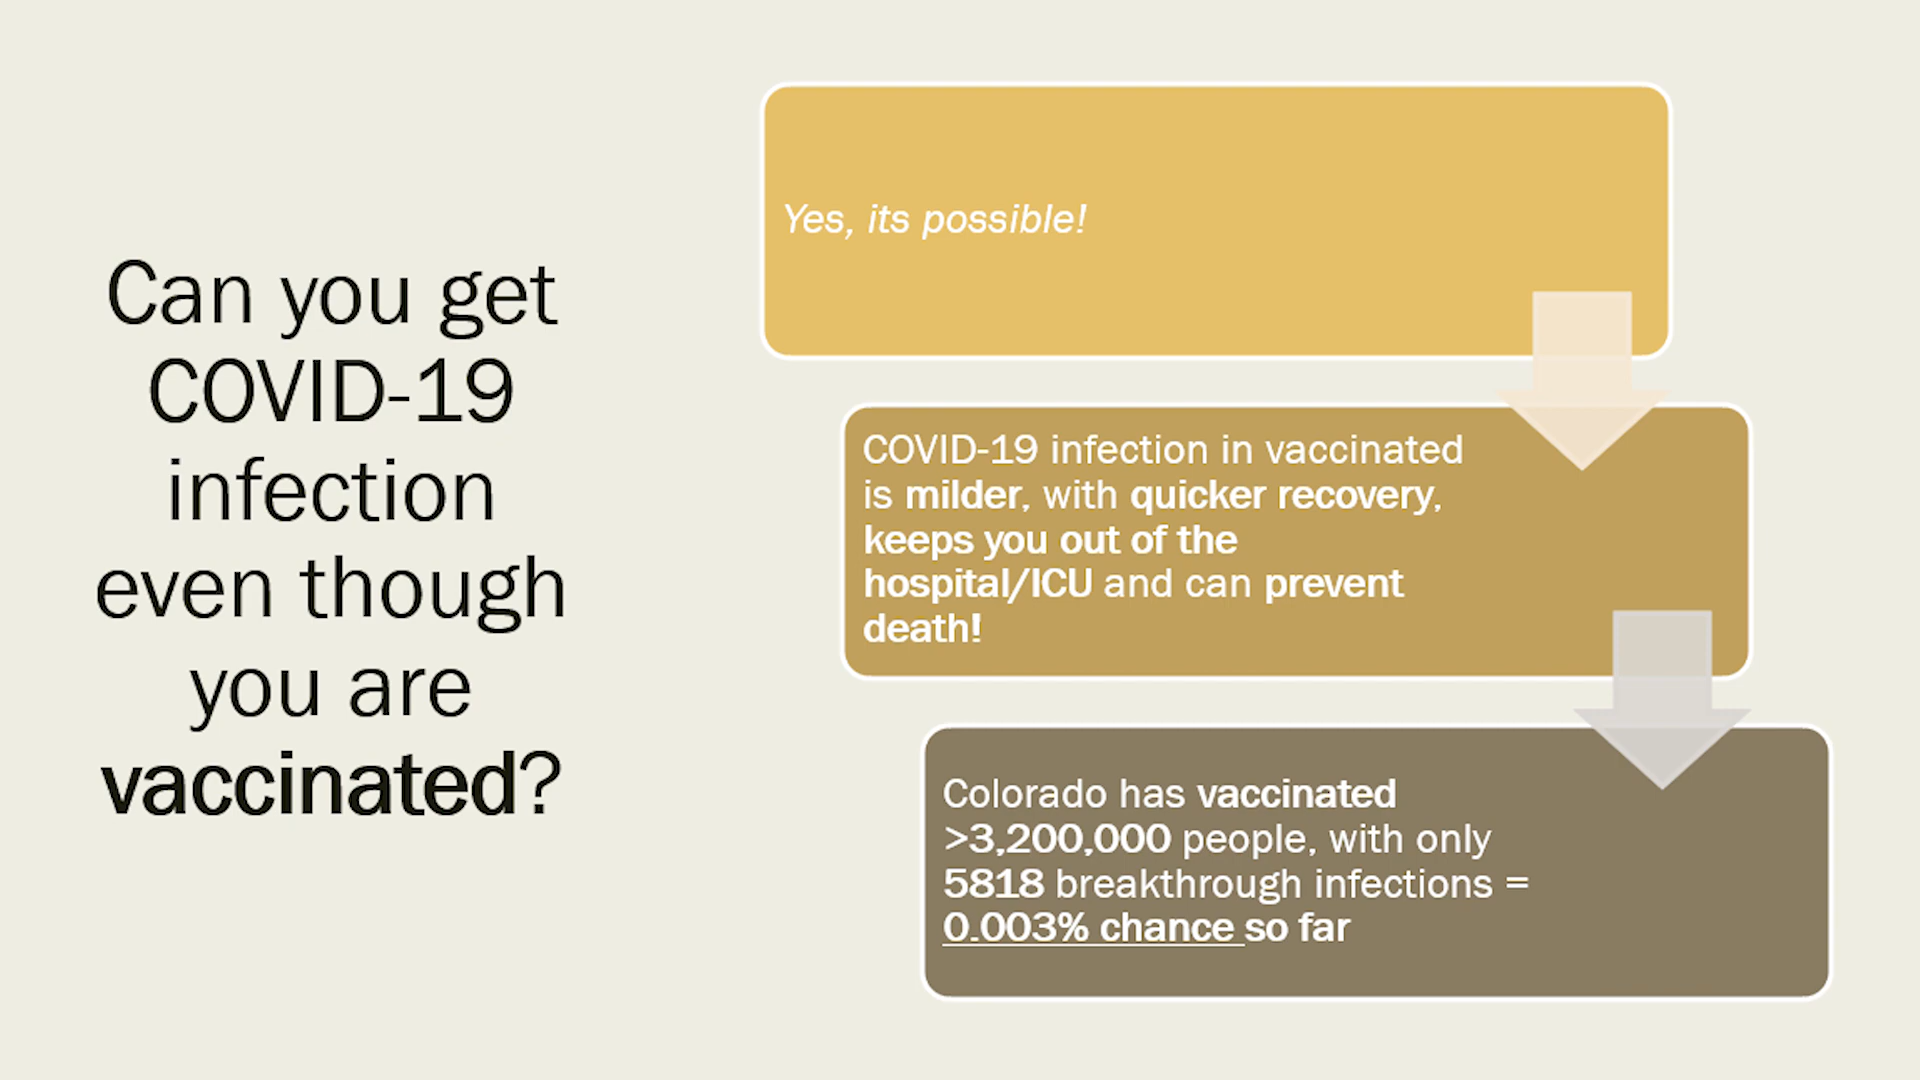 Can you get
COVID-19
infection
even though
you are
vaccinated?
Yes, its possible!
COVID-19 infection in vaccinated
is milder, with quicker recovery,
keeps you out of the
hospital/ICU and can prevent
death!
Colorado has vaccinated
>3,200,000 people, with only
5818 breakthrough infections =
0.003% chance so far